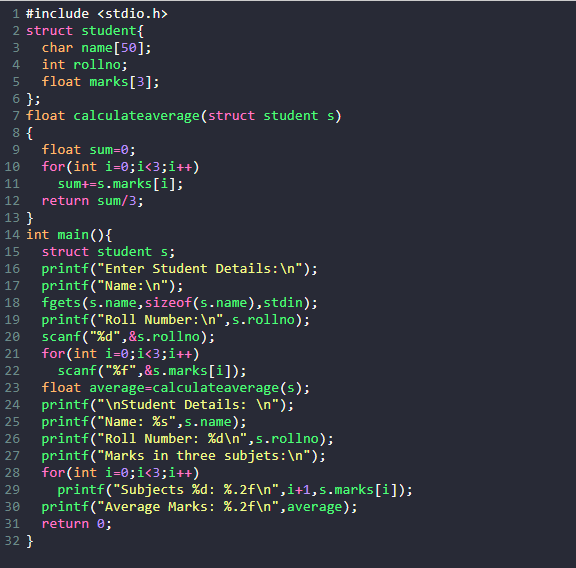 1 #include <stdio.h>
2 struct student{
3   char name[50];
4   int rollno;
5   float marks[3];
6 };
7 float calculateaverage(struct student s)
8 {
9   float sum=0;
10   for(int i=0;i<3;i++)
11     sum+=s.marks[i];
12   return sum/3;
13 }
14 int main(){
15   struct student s;
16   printf("Enter Student Details:\n");
17   printf("Name:\n");
18   fgets(s.name,sizeof(s.name),stdin);
19   printf("Roll Number:\n",s.rollno);
20   scanf("%d",&s.rollno);
21   for(int i=0;i<3;i++)
22     scanf("%f",&s.marks[i]);
23   float average=calculateaverage(s);
24   printf("\nStudent Details: \n");
25   printf("Name: %s",s.name);
26   printf("Roll Number: %d\n",s.rollno);
27   printf("Marks in three subjets:\n");
28   for(int i=0;i<3;i++)
29     printf("Subjects %d: %.2f\n",i+1,s.marks[i]);
30   printf("Average Marks: %.2f\n",average);
31   return 0;
32 }